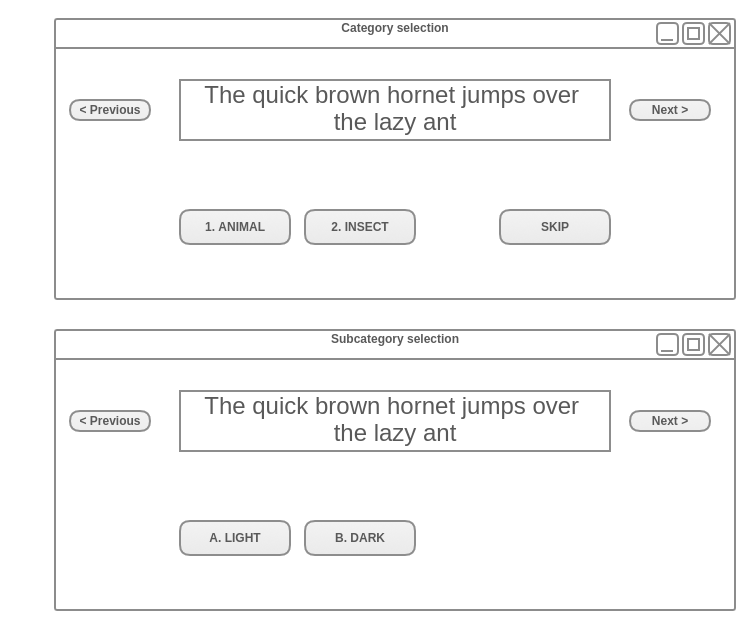 Category selection
< Previous
The quick brown hornet jumps over
the lazy ant
Next >
1. ANIMAL
2. INSECT
SKIP
Subcategory selection
< Previous
The quick brown hornet jumps over
the lazy ant
Next >
A. LIGHT
B. DARK